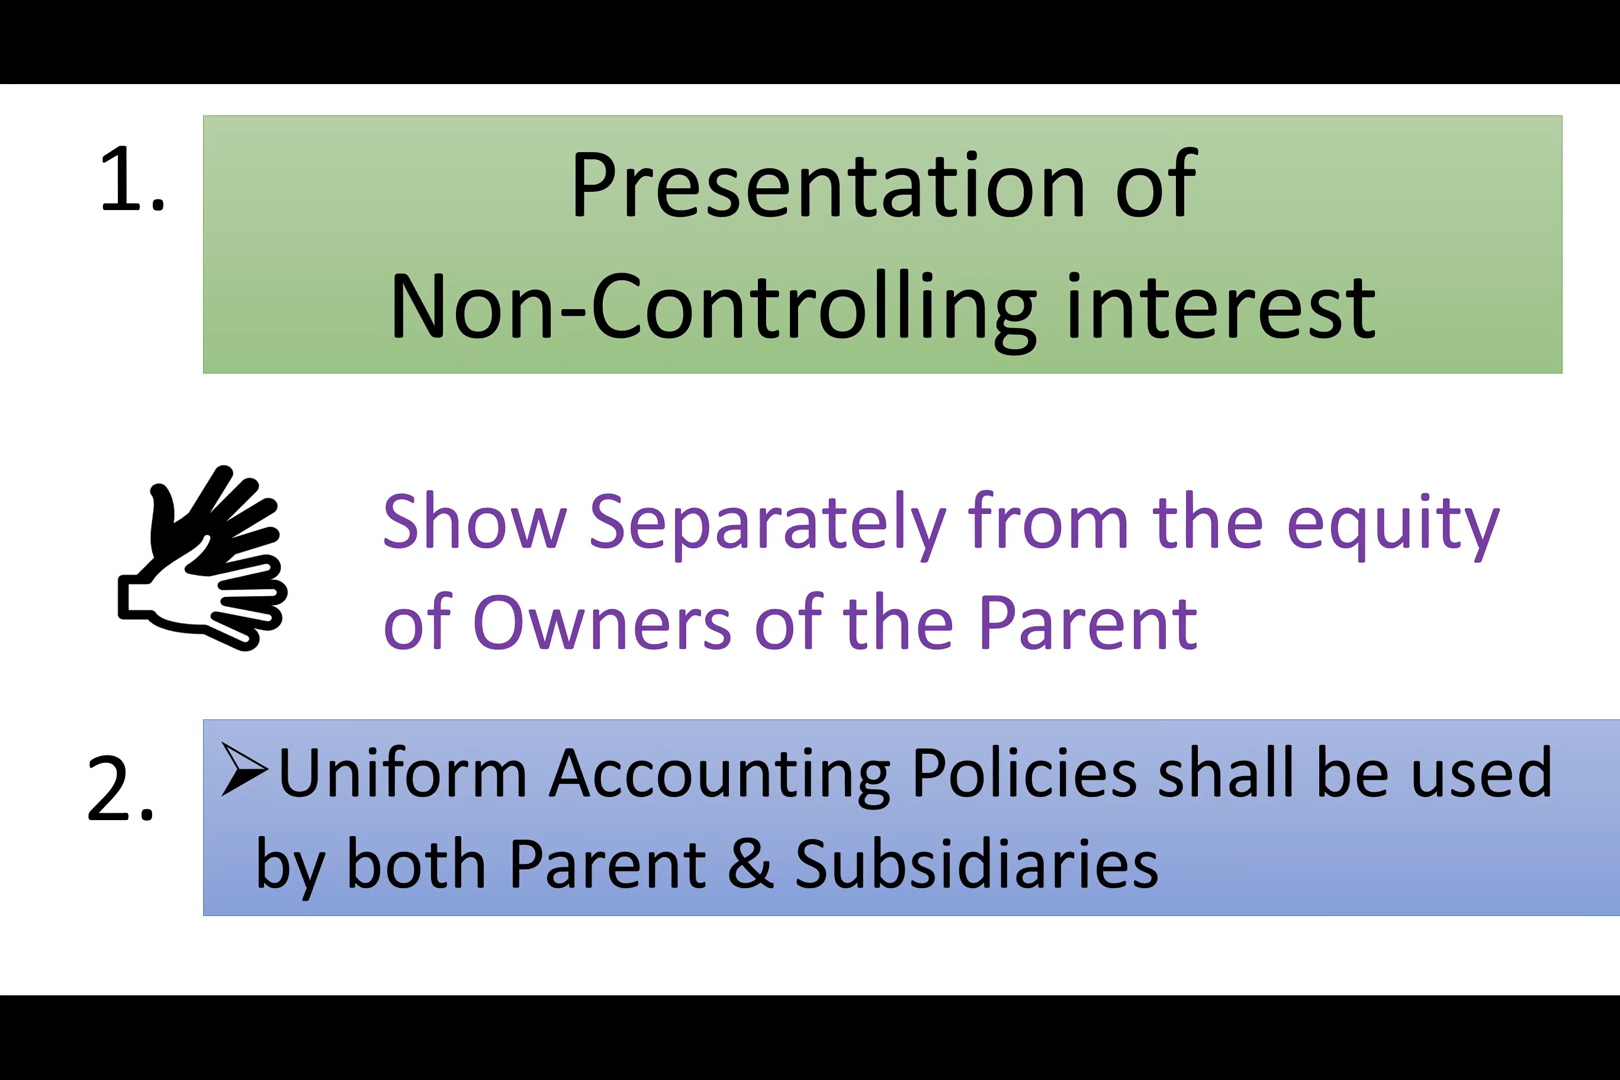 1.
Presentation of
Non-Controlling interest
Show Separately from the equity
of Owners of the Parent
2.
➢Uniform Accounting Policies shall be used
by both Parent & Subsidiaries